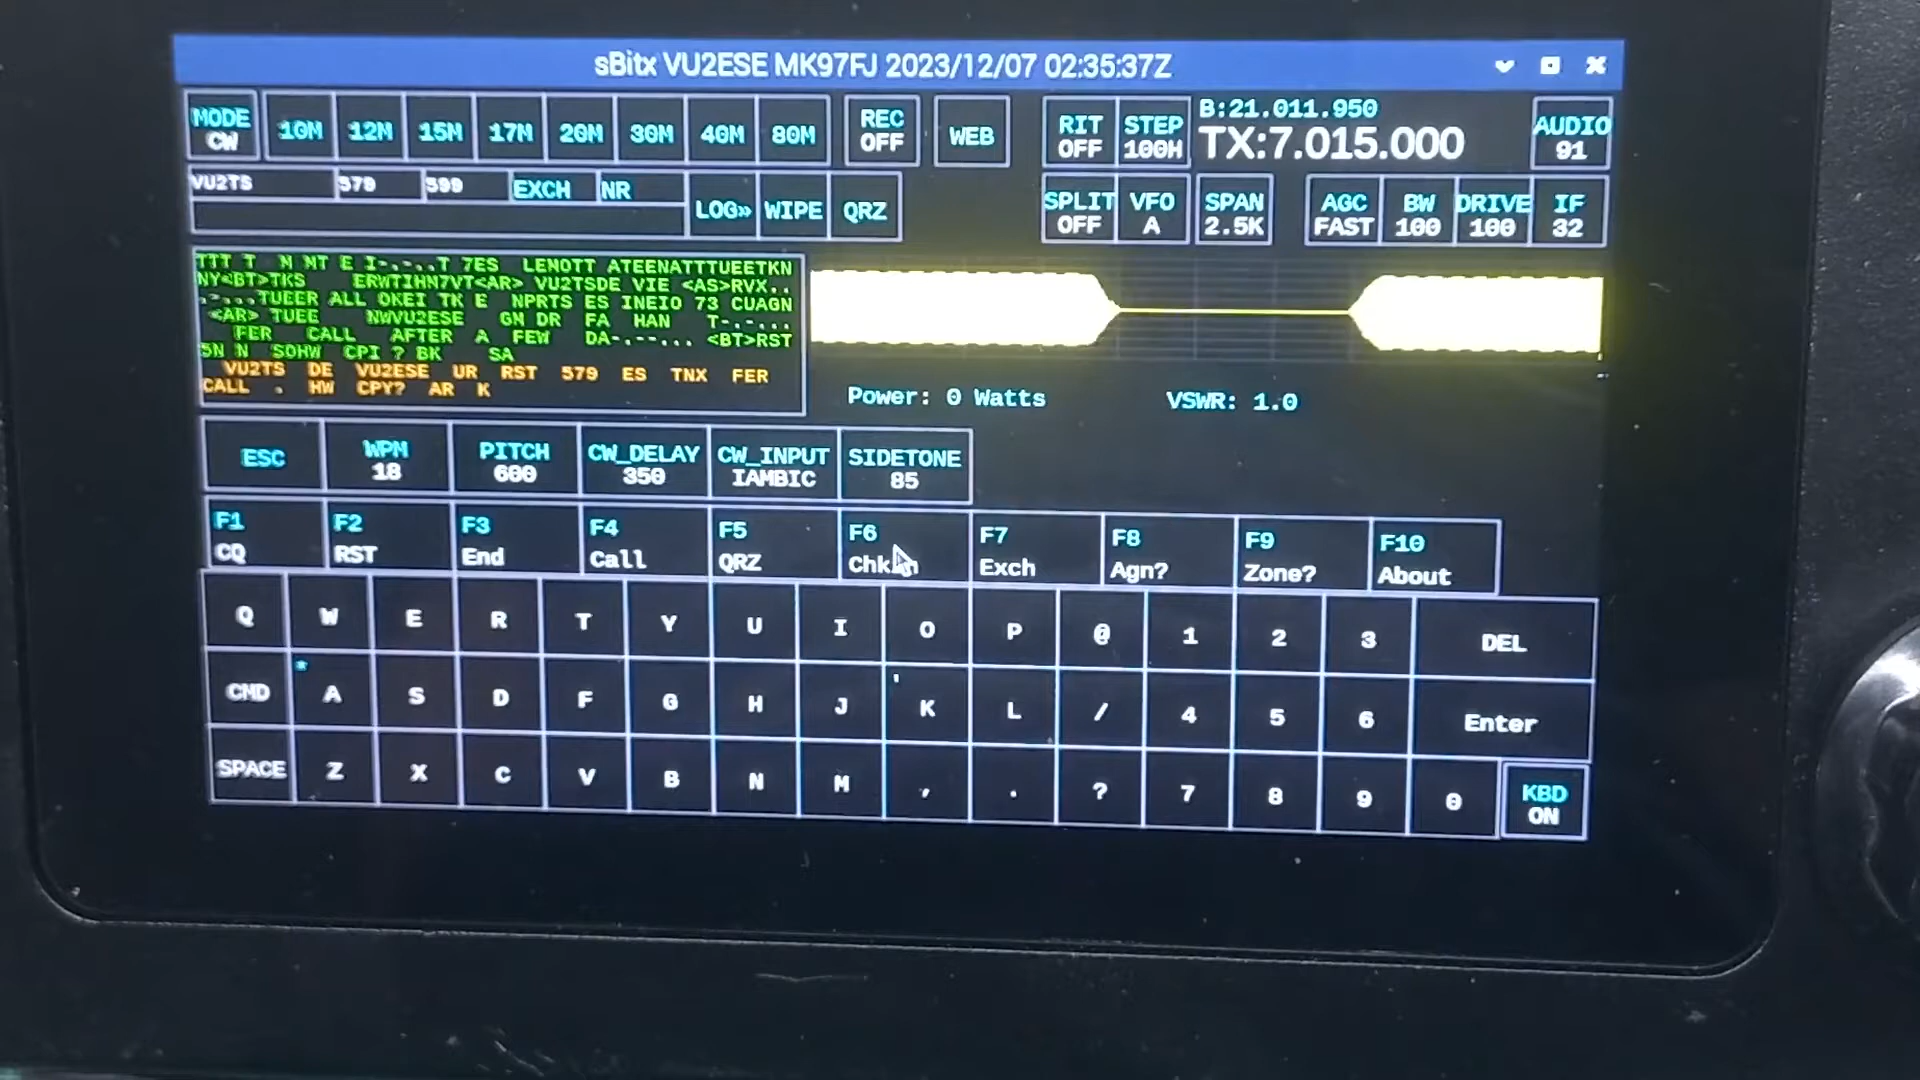 sBitx VU2ESE MK97FJ 2023/12/07 02:35:37Z
MODE CW 10M 12M 15M 17M 20M 30M 40M 80M REC OFF WEB RIT OFF STEP 100H B:21.011.950 TX:7.015.000 AUDIO 91
VU2TS 579 599 EXCH NR LOG» WIPE QRZ SPLIT OFF VFO A SPAN 2.5K AGC FAST BW 100 DRIVE 100 IF 32
TTT T N NT E I-.-..T 7ES LENOTT ATEENATTTUEETKN
NY<BT>TKS ERWTIHN7VT<AR> VU2TSDE VIE <AS>RVX..
.-...TUEER ALL OKEI TK E NPRTS ES INEIO 73 CUAGN
<AR> TUEE NWVU2ESE GN DR FA HAN T-.-...
FER CALL AFTER A FEW DA-.--... <BT>RST
5N N SOHW CPI ? BK SA
VU2TS DE VU2ESE UR RST 579 ES TNX FER
CALL . HW CPY? AR K
Power: 0 Watts VSWR: 1.0
ESC WPM 18 PITCH 600 CW_DELAY 350 CW_INPUT IAMBIC SIDETONE 85
F1 CQ F2 RST F3 End F4 Call F5 QRZ F6 F7 Exch F8 Agn? F9 Zone? F10 About
Q W E R T Y U I O P @ 1 2 3 DEL
CMD * A S D F G H J ' K L / 4 5 6 Enter
SPACE Z X C V B N M , . ? 7 8 9 0 KBD ON